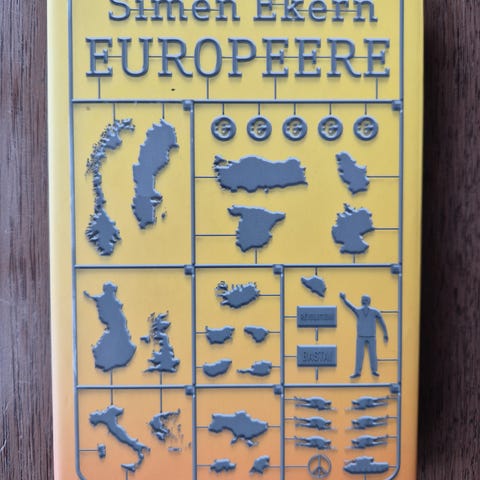 Simen Ekern
EUROPEERE
€ € € € €
BASTA!